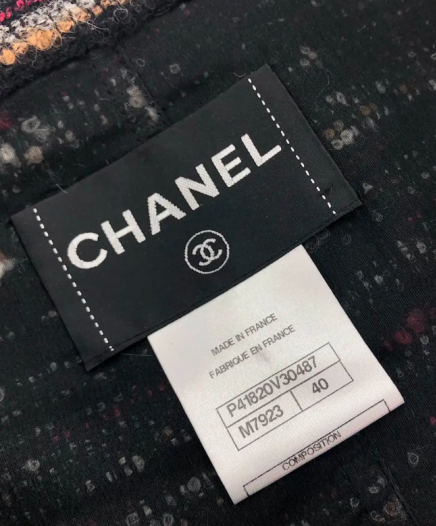 CHANEL
MADE IN FRANCE
FABRIQUE EN FRANCE
P41820V30487
M7923 40
COMPOSITION